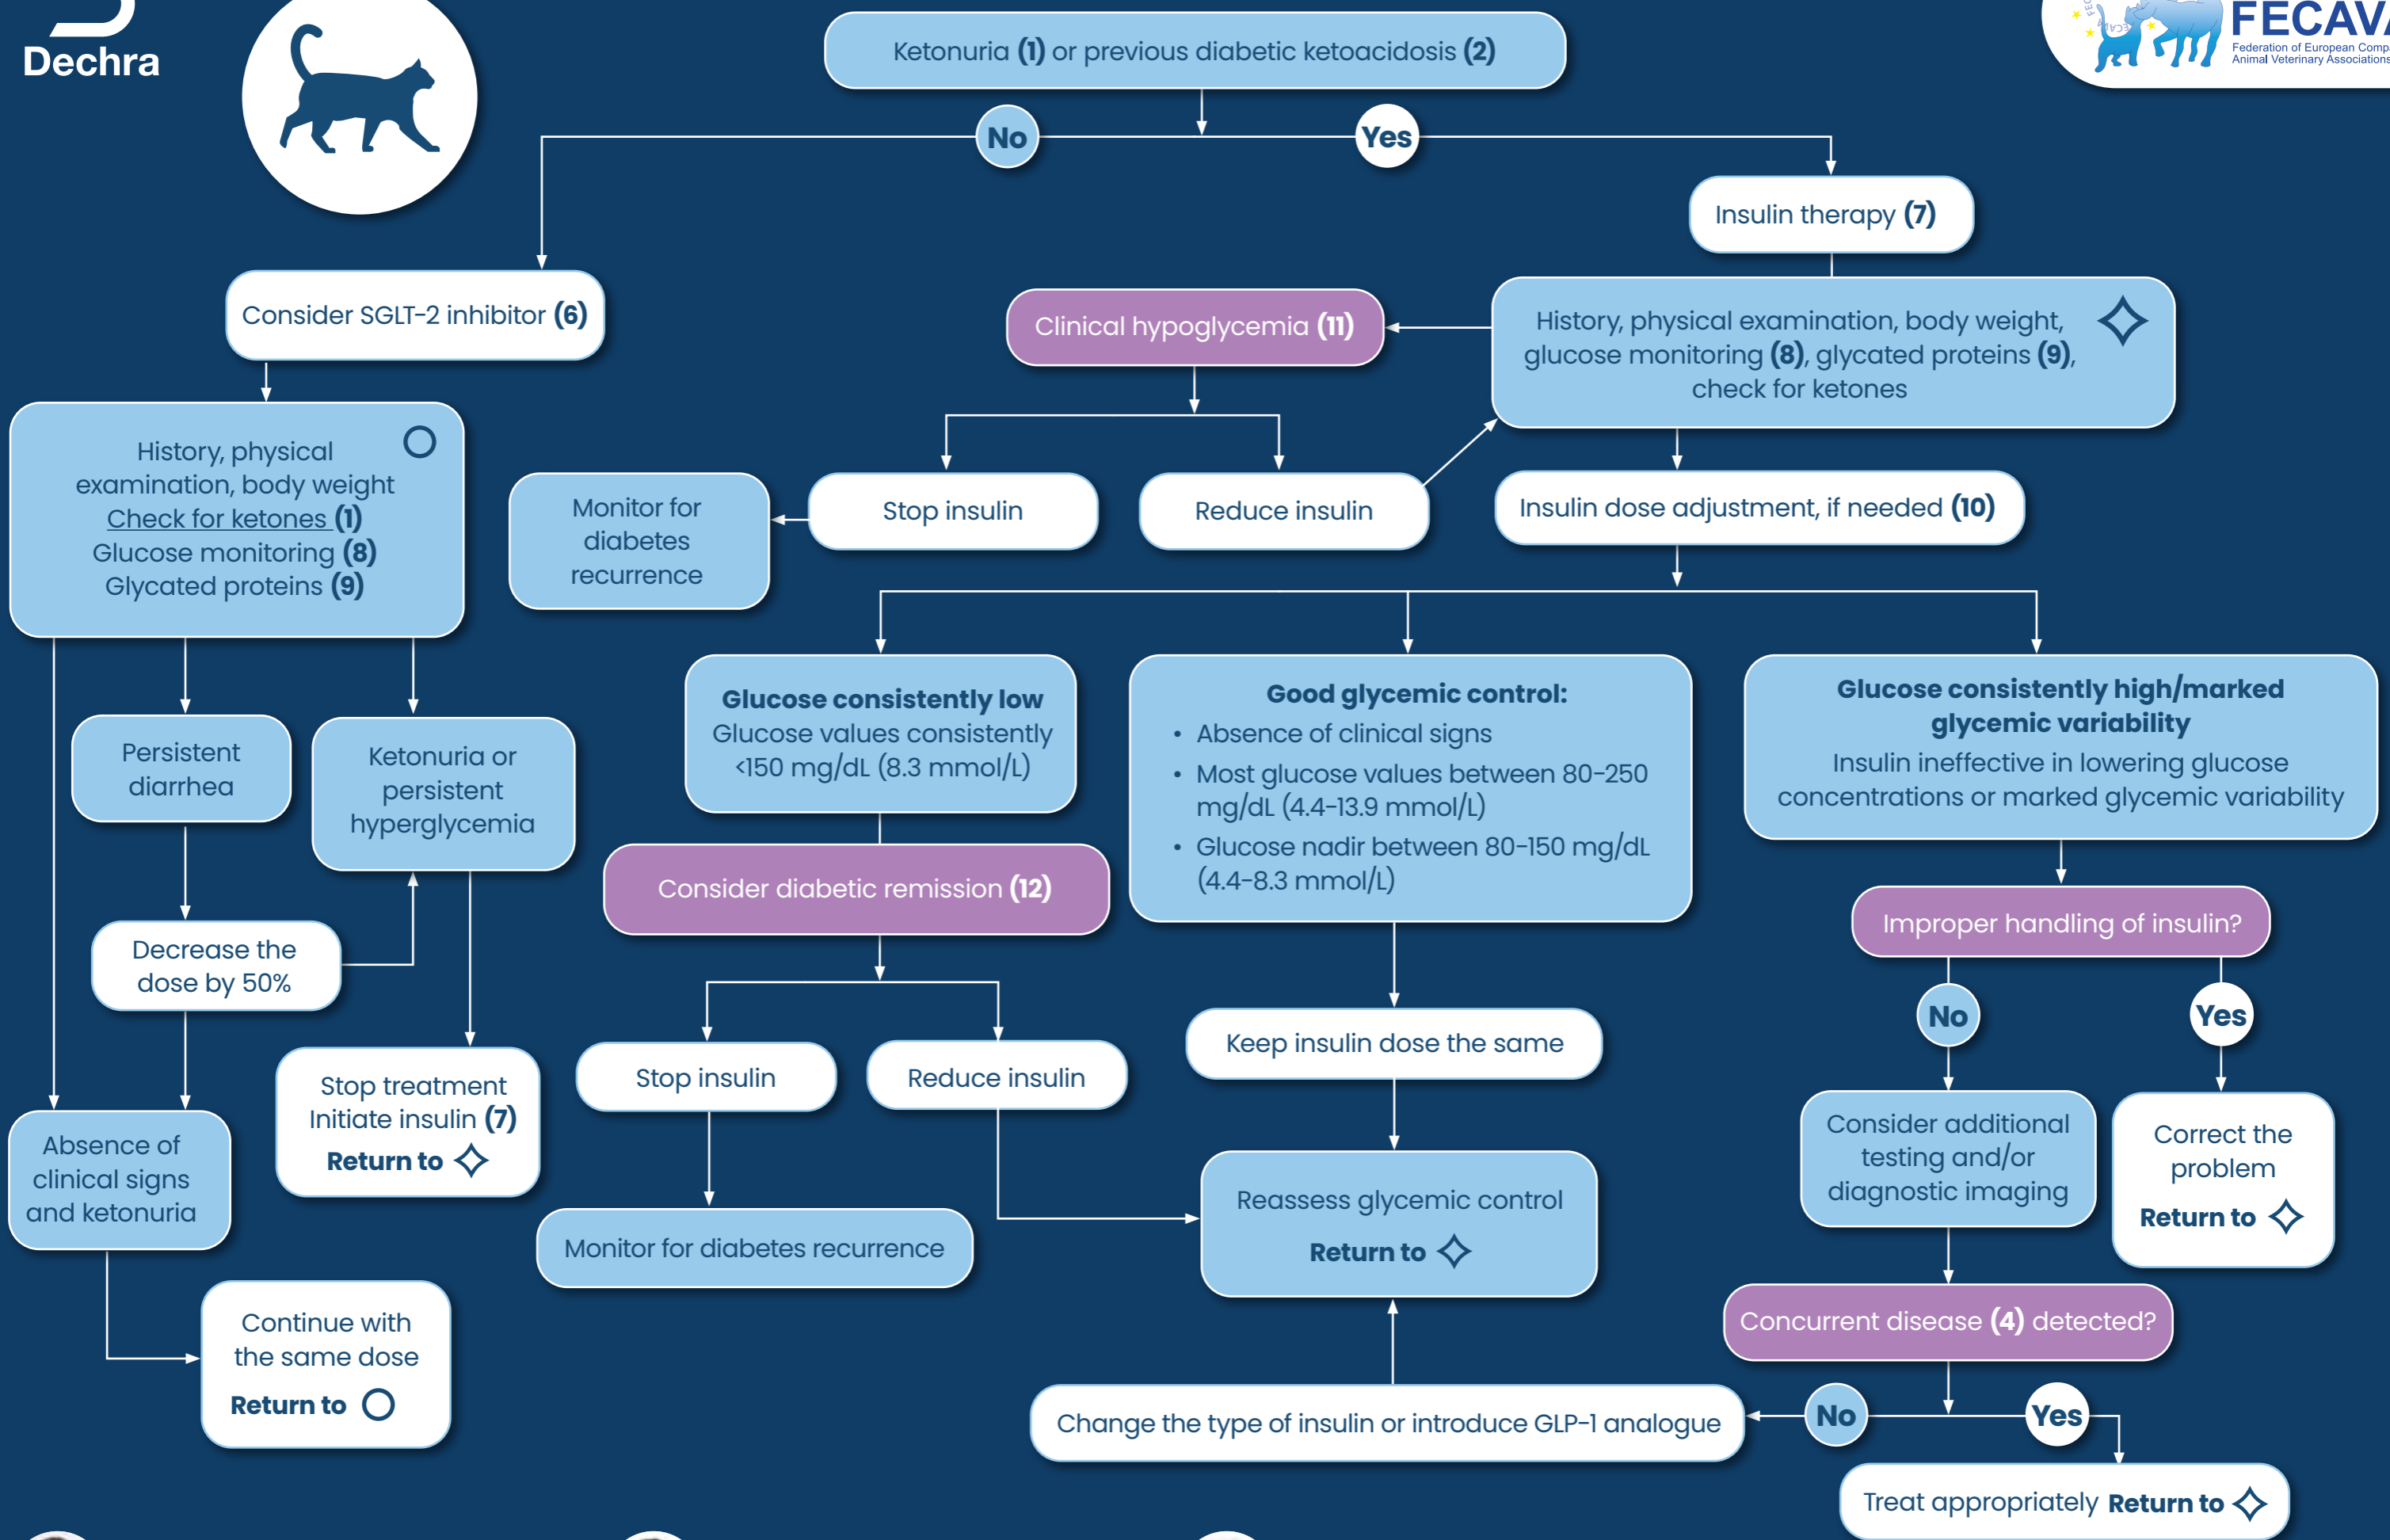 Dechra
FECAVA
Federation of European Comp
Animal Veterinary Associations
Ketonuria (1) or previous diabetic ketoacidosis (2)
No
Yes
Insulin therapy (7)
Consider SGLT-2 inhibitor (6)
Clinical hypoglycemia (11)
History, physical examination, body weight,
glucose monitoring (8), glycated proteins (9),
check for ketones
History, physical
examination, body weight
Check for ketones (1)
Glucose monitoring (8)
Glycated proteins (9)
Monitor for
diabetes
recurrence
Stop insulin
Reduce insulin
Insulin dose adjustment, if needed (10)
Persistent
diarrhea
Ketonuria or
persistent
hyperglycemia
Glucose consistently low
Glucose values consistently
<150 mg/dL (8.3 mmol/L)
Good glycemic control:
• Absence of clinical signs
• Most glucose values between 80-250
mg/dL (4.4-13.9 mmol/L)
• Glucose nadir between 80-150 mg/dL
(4.4-8.3 mmol/L)
Glucose consistently high/marked
glycemic variability
Insulin ineffective in lowering glucose
concentrations or marked glycemic variability
Consider diabetic remission (12)
Improper handling of insulin?
Decrease the
dose by 50%
No
Yes
Stop treatment
Initiate insulin (7)
Return to
Stop insulin
Reduce insulin
Keep insulin dose the same
Absence of
clinical signs
and ketonuria
Consider additional
testing and/or
diagnostic imaging
Correct the
problem
Return to
Monitor for diabetes recurrence
Reassess glycemic control
Return to
Continue with
the same dose
Return to
Concurrent disease (4) detected?
Change the type of insulin or introduce GLP-1 analogue
No
Yes
Treat appropriately Return to